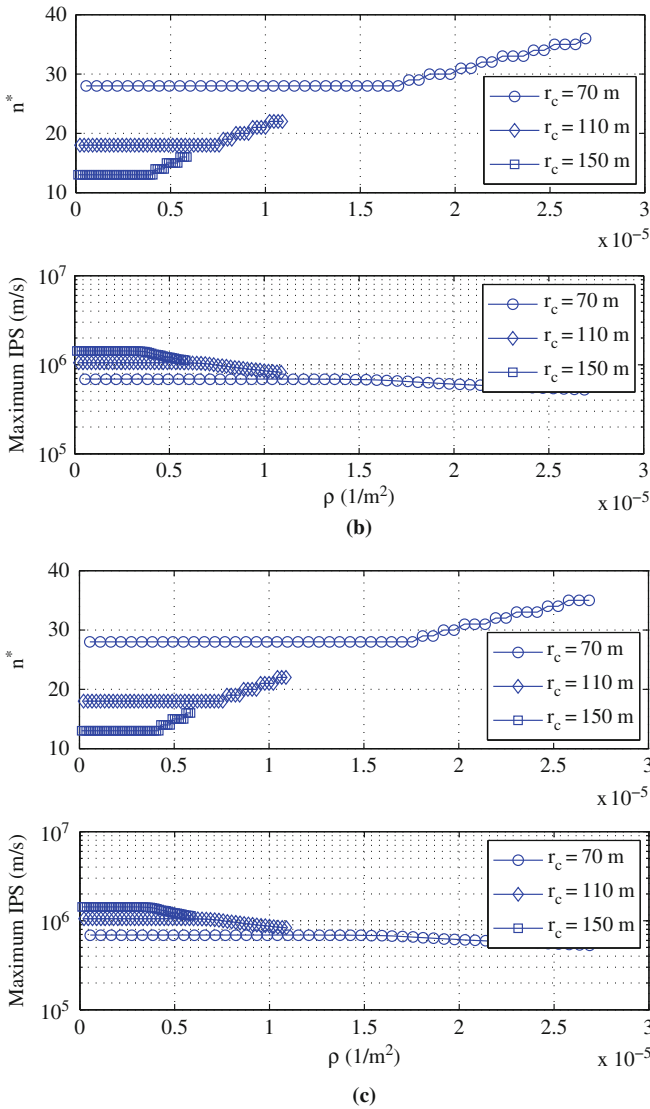 40
30
20
10
n*
r_c = 70 m
r_c = 110 m
r_c = 150 m
0
0.5
1
1.5
2
2.5
3
x 10⁻⁵
10⁷
10⁶
10⁵
Maximum IPS (m/s)
r_c = 70 m
r_c = 110 m
r_c = 150 m
0
0.5
1
1.5
2
2.5
3
x 10⁻⁵
ρ (1/m²)
(b)
40
30
20
10
n*
r_c = 70 m
r_c = 110 m
r_c = 150 m
0
0.5
1
1.5
2
2.5
3
x 10⁻⁵
10⁷
10⁶
10⁵
Maximum IPS (m/s)
r_c = 70 m
r_c = 110 m
r_c = 150 m
0
0.5
1
1.5
2
2.5
3
x 10⁻⁵
ρ (1/m²)
(c)